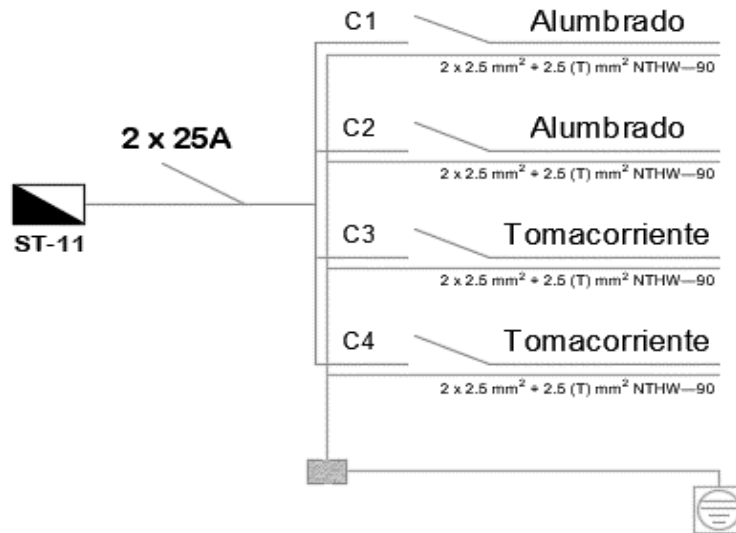 C1 Alumbrado
2 x 2.5 mm² + 2.5 (T) mm² NTHW—90
C2 Alumbrado
2 x 2.5 mm² + 2.5 (T) mm² NTHW—90
2 x 25A
ST-11
C3 Tomacorriente
2 x 2.5 mm² + 2.5 (T) mm² NTHW—90
C4 Tomacorriente
2 x 2.5 mm² + 2.5 (T) mm² NTHW—90